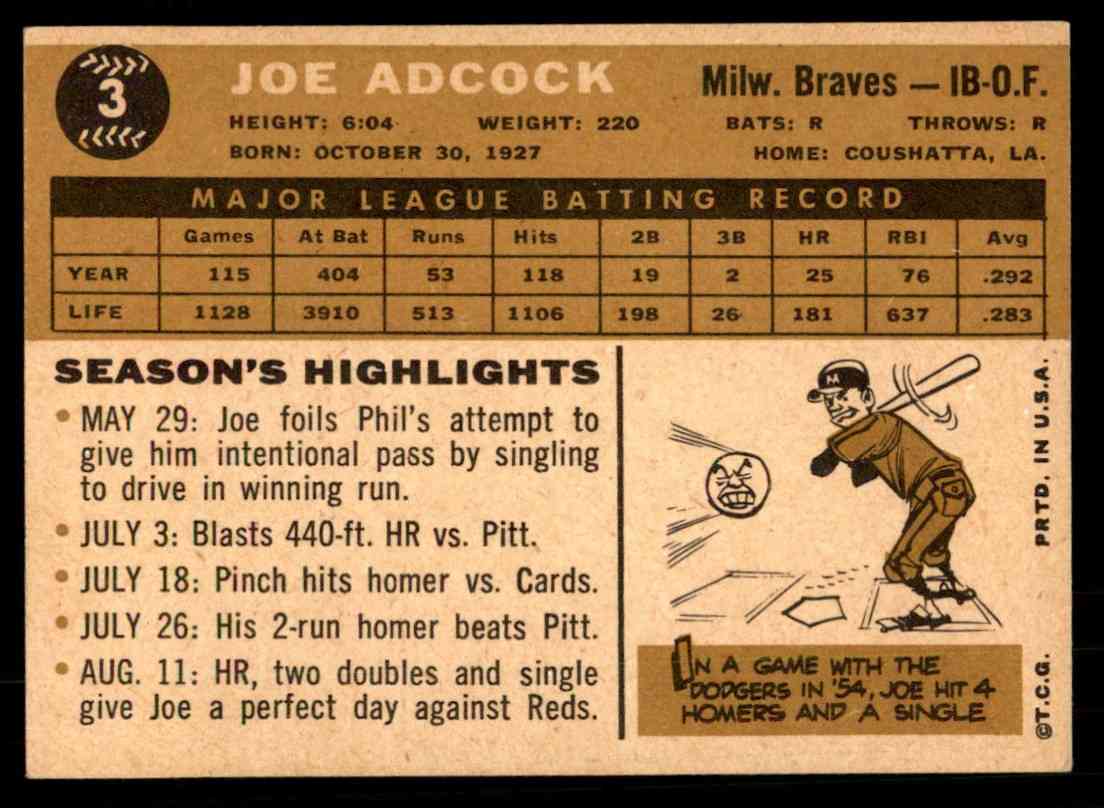 3
JOE ADCOCK
Milw. Braves — IB-O.F.
HEIGHT: 6:04 WEIGHT: 220 BATS: R THROWS: R
BORN: OCTOBER 30, 1927 HOME: COUSHATTA, LA.
MAJOR LEAGUE BATTING RECORD
Games At Bat Runs Hits 2B 3B HR RBI Avg
YEAR 115 404 53 118 19 2 25 76 .292
LIFE 1128 3910 513 1106 198 26 181 637 .283
SEASON'S HIGHLIGHTS
• MAY 29: Joe foils Phil's attempt to
give him intentional pass by singling
to drive in winning run.
• JULY 3: Blasts 440-ft. HR vs. Pitt.
• JULY 18: Pinch hits homer vs. Cards.
• JULY 26: His 2-run homer beats Pitt.
• AUG. 11: HR, two doubles and single
give Joe a perfect day against Reds.
M
IN A GAME WITH THE
DODGERS IN '54, JOE HIT 4
HOMERS AND A SINGLE
©T.C.G. PRTD. IN U.S.A.